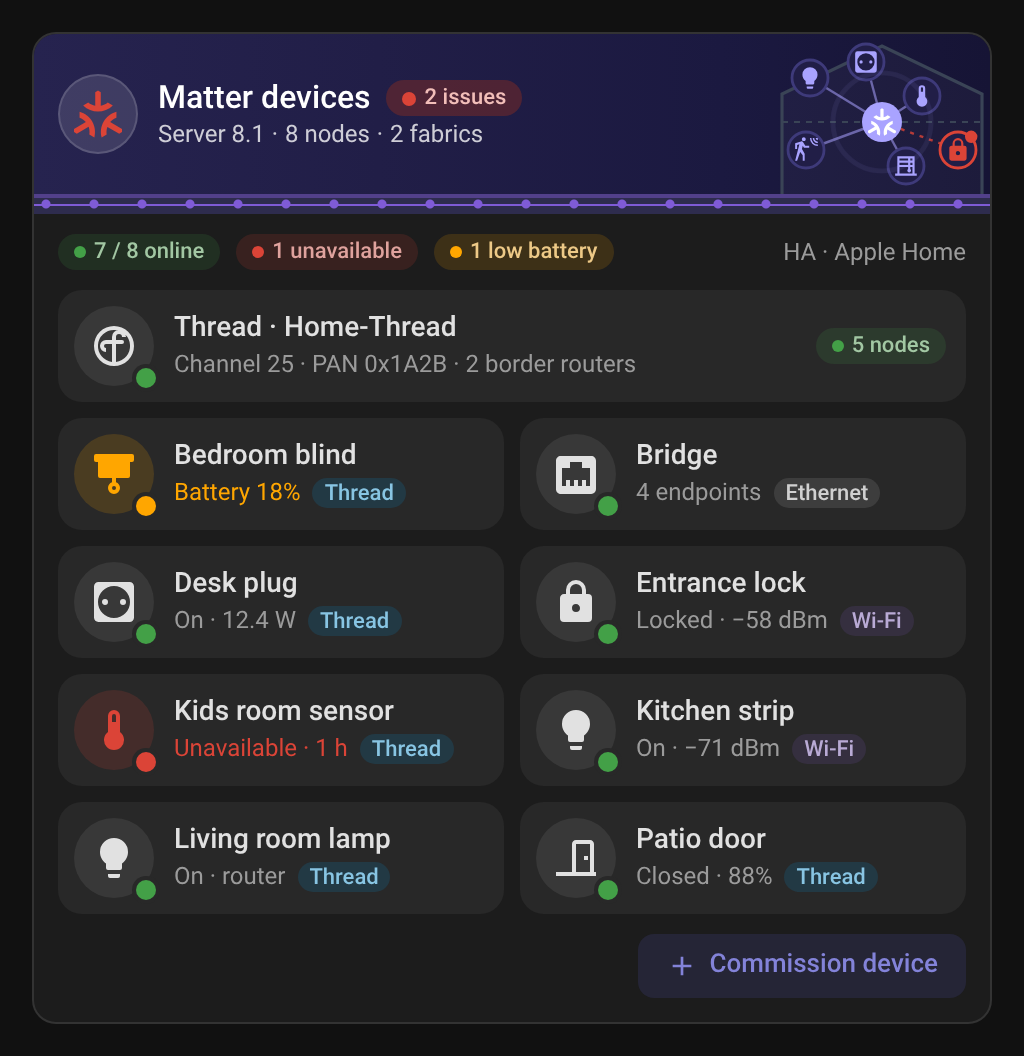 Matter devices
2 issues
Server 8.1 · 8 nodes · 2 fabrics
7 / 8 online
1 unavailable
1 low battery
HA · Apple Home
Thread · Home-Thread
Channel 25 · PAN 0x1A2B · 2 border routers
5 nodes
Bedroom blind
Battery 18%
Thread
Bridge
4 endpoints
Ethernet
Desk plug
On · 12.4 W
Thread
Entrance lock
Locked · −58 dBm
Wi-Fi
Kids room sensor
Unavailable · 1 h
Thread
Kitchen strip
On · −71 dBm
Wi-Fi
Living room lamp
On · router
Thread
Patio door
Closed · 88%
Thread
+ Commission device